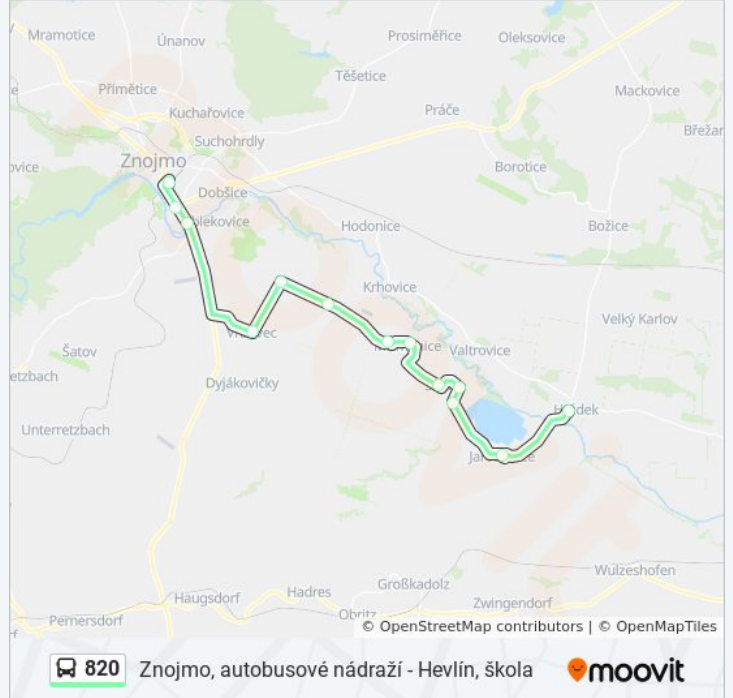 Mramotice
Únanov
Prosiměřice
Oleksovice
Těšetice
Přímětice
Mackovice
Kuchařovice
Práče
Suchohrdly
Znojmo
Borotice
Dobšice
Hodonice
Božice
Krhovice
Velký Karlov
Šatov
Valtrovice
Dyjákovičky
Unterretzbach
Wulzeshofen
Großkadolz
Haugsdorf
Hadres
Zwingendorf
Pernersdorf
Obritz
© OpenStreetMap contributors | © OpenMapTiles
820 Znojmo, autobusové nádraží - Hevlín, škola
moovit